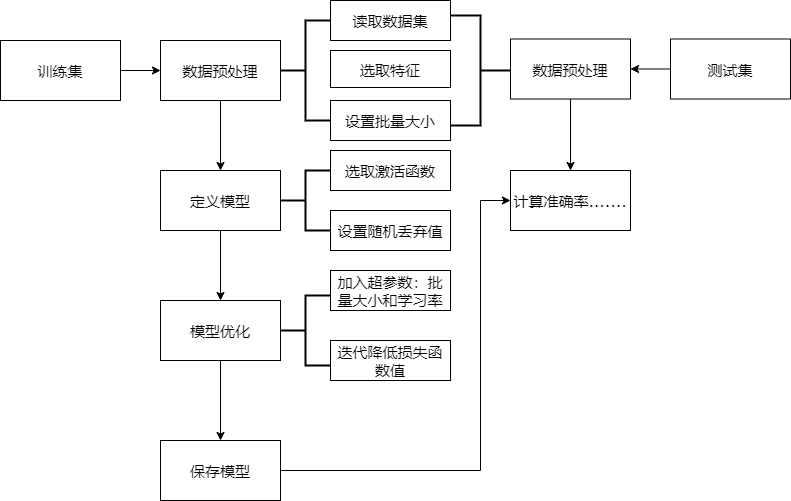 读取数据集
训练集
数据预处理
选取特征
数据预处理
测试集
设置批量大小
选取激活函数
定义模型
计算准确率.......
设置随机丢弃值
加入超参数：批
量大小和学习率
模型优化
迭代降低损失函
数值
保存模型